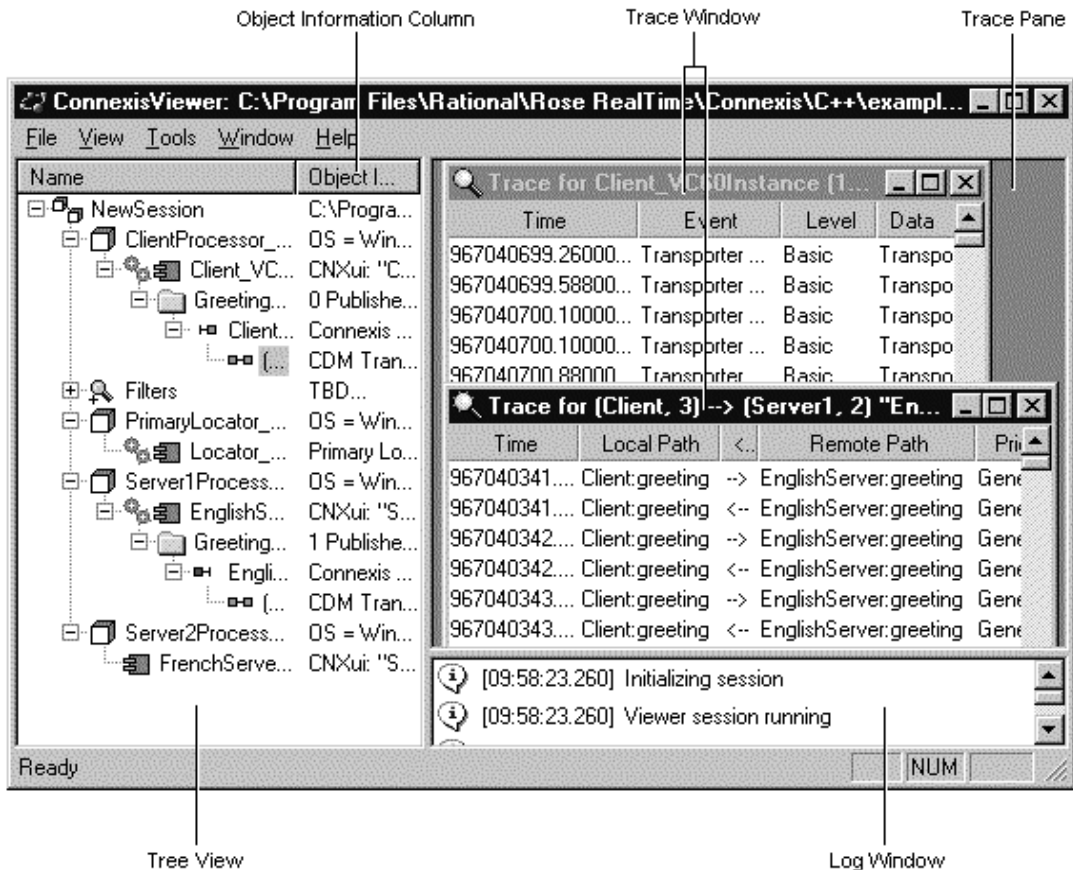 Object Information Column Trace Window Trace Pane
ConnexisViewer: C:\Program Files\Rational\Rose RealTime\Connexis\C++\exampl...
File View Tools Window Help
Name Object I...
NewSession C:\Progra...
ClientProcessor_... OS = Win...
Client_VC... CNXui: "C...
Greeting... 0 Publishe...
Client... Connexis ...
(... CDM Tran...
Filters TBD...
PrimaryLocator_... OS = Win...
Locator_... Primary Lo...
Server1Process... OS = Win...
EnglishS... CNXui: "S...
Greeting... 1 Publishe...
Engli... Connexis ...
(... CDM Tran...
Server2Process... OS = Win...
FrenchServe... CNXui: "S...
Trace for Client_VC60Instance (1...
Time Event Level Data
967040699.26000... Transporter ... Basic Transpo
967040699.58800... Transporter ... Basic Transpo
967040700.10000... Transporter ... Basic Transpo
967040700.10000... Transporter ... Basic Transpo
967040700.88000 Transporter Basic Transpo
Trace for (Client, 3) --> (Server1, 2) "En...
Time Local Path <.. Remote Path Pri
967040341.... Client:greeting --> EnglishServer:greeting Gene
967040341.... Client:greeting <-- EnglishServer:greeting Gene
967040342.... Client:greeting --> EnglishServer:greeting Gene
967040342.... Client:greeting <-- EnglishServer:greeting Gene
967040343.... Client:greeting --> EnglishServer:greeting Gene
967040343.... Client:greeting <-- EnglishServer:greeting Gene
[09:58:23.260] Initializing session
[09:58:23.260] Viewer session running
Ready NUM
Tree View Log Window